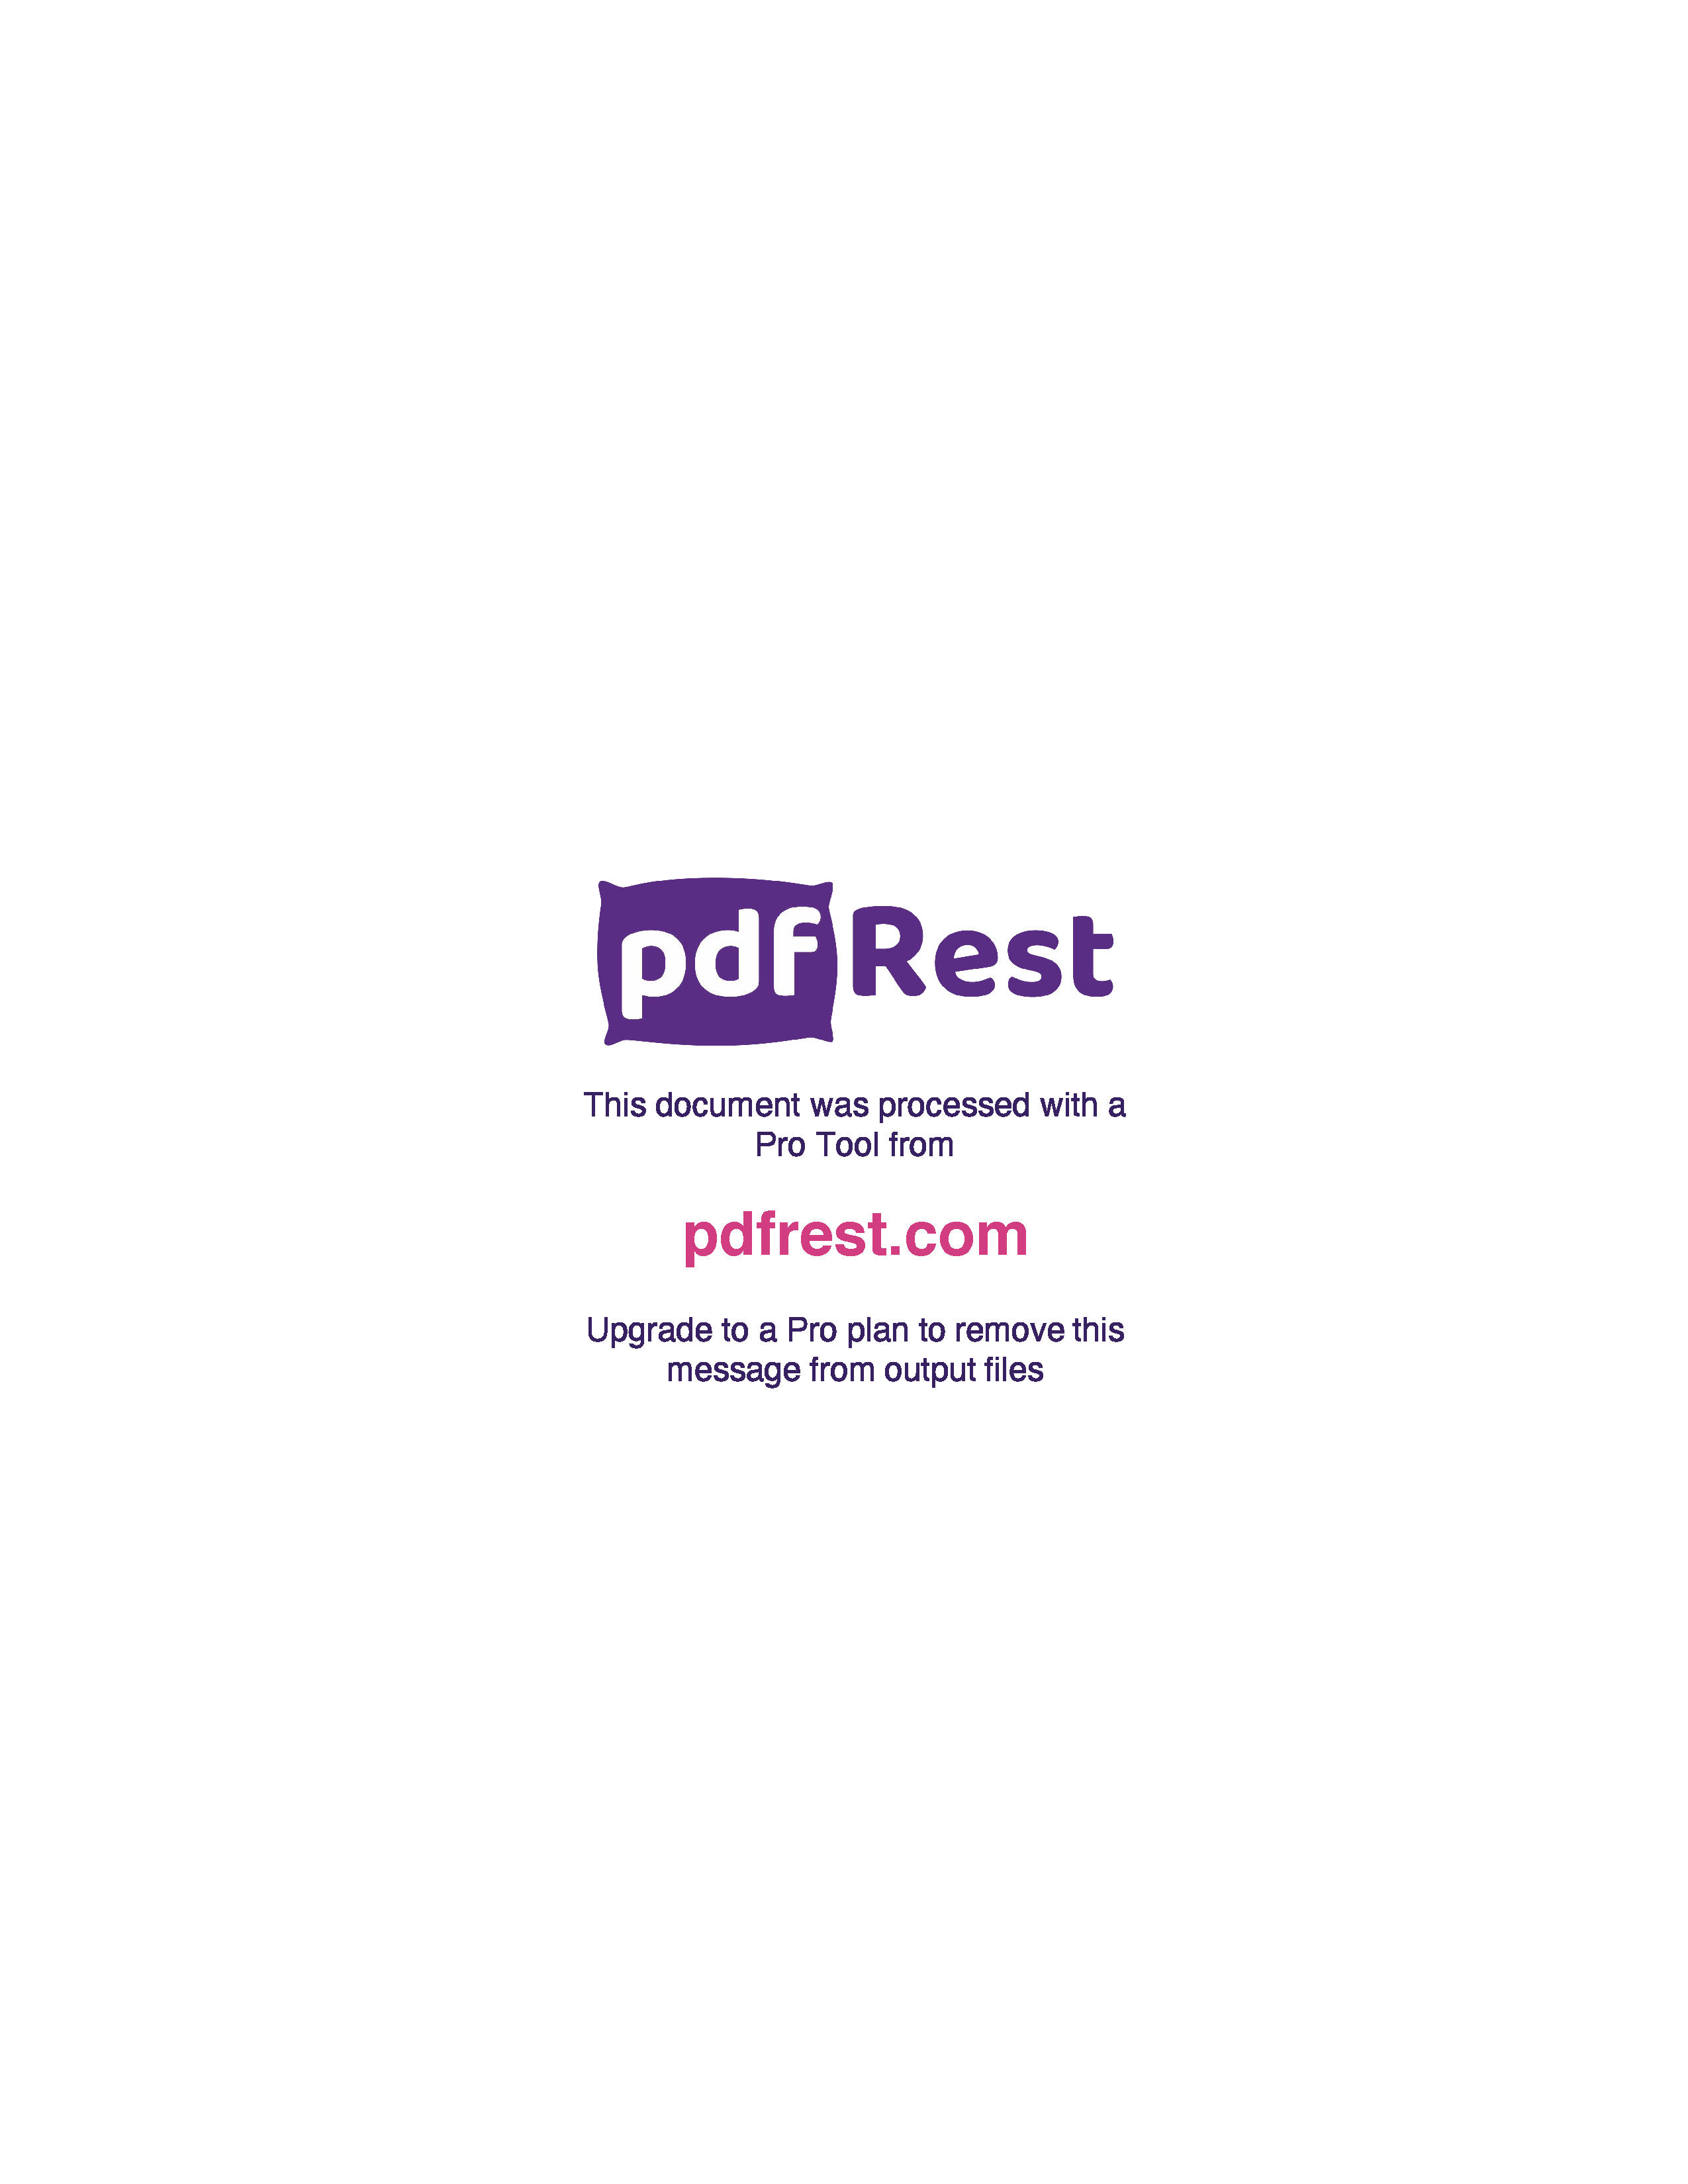 pdfRest
This document was processed with a
Pro Tool from
pdfrest.com
Upgrade to a Pro plan to remove this
message from output files